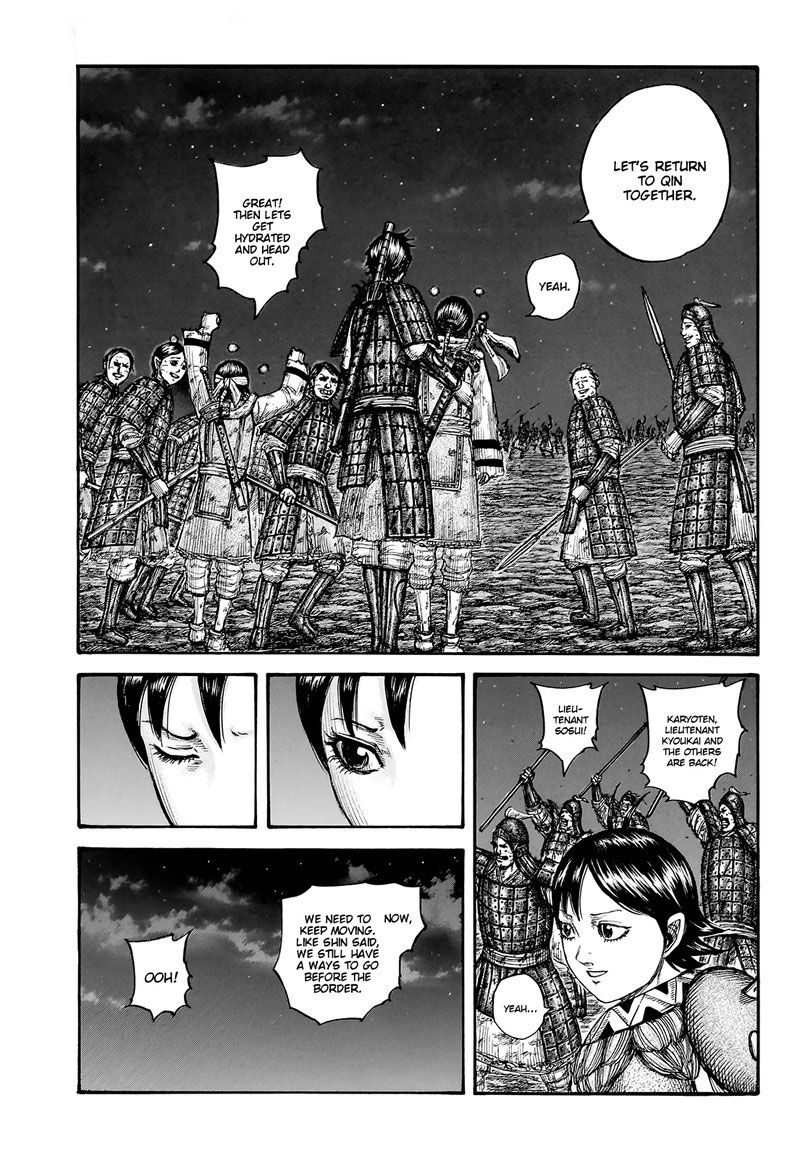 LET'S RETURN
TO QIN
TOGETHER.
YEAH.
GREAT!
THEN LETS
GET
HYDRATED
AND HEAD
OUT.
KARYOTEN,
LIEUTENANT
KYOUKAI AND
THE OTHERS
ARE BACK!
LIEU-
TENANT
SOSUI!
YEAH...
NOW,
WE NEED TO
KEEP MOVING.
LIKE SHIN SAID,
WE STILL HAVE
A WAYS TO GO
BEFORE THE
BORDER.
OOH!